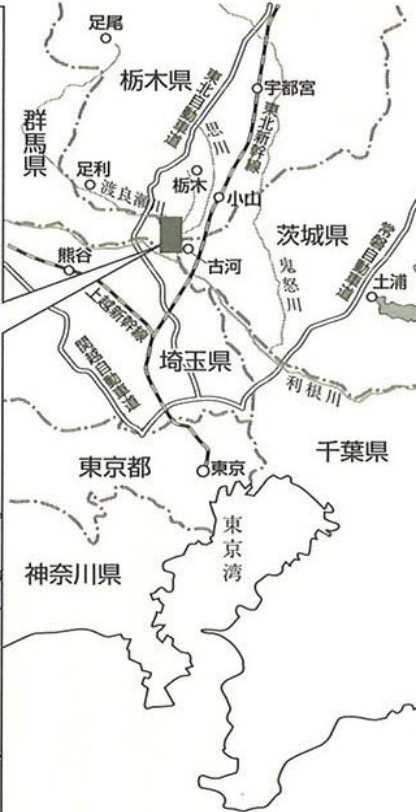 足尾
栃木県
東北自動車道
思川
宇都宮
東北新幹線
群馬県
足利
渡良瀬川
栃木
小山
茨城県
常磐自動車道
熊谷
古河
鬼怒川
土浦
上越新幹線
関越自動車道
埼玉県
利根川
千葉県
東京都
東京
東京湾
神奈川県